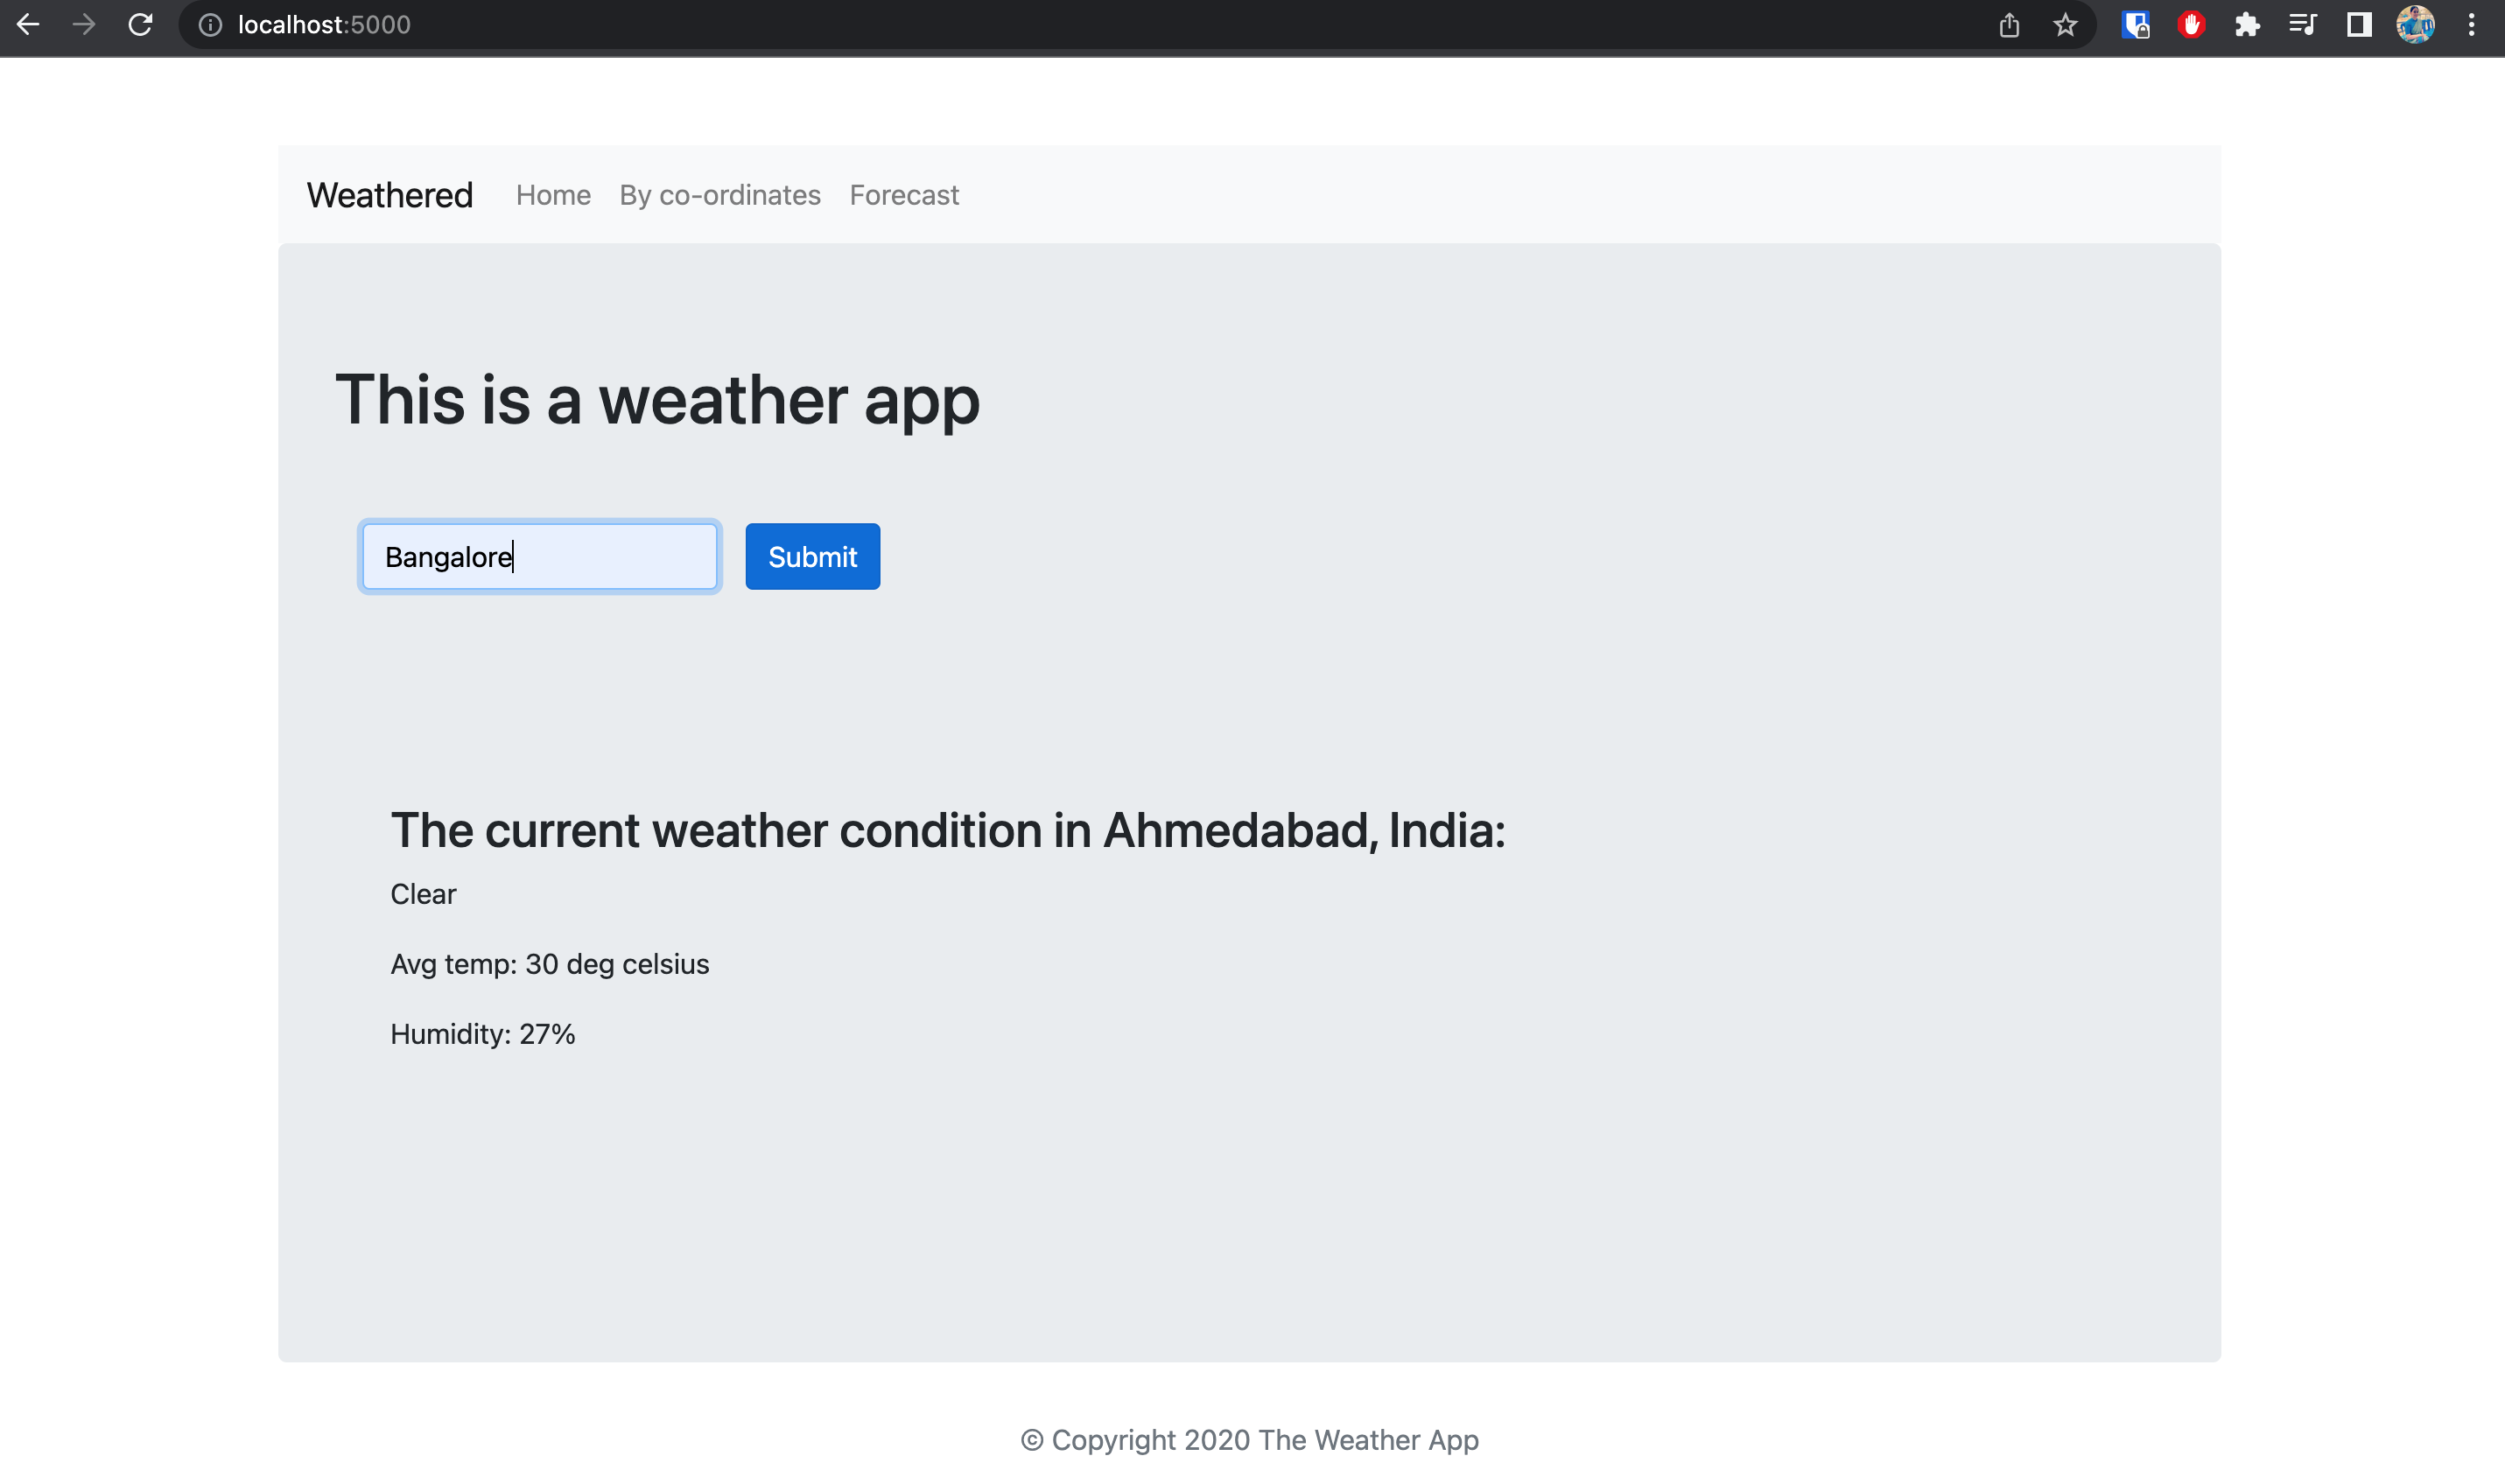 localhost:5000
Weathered Home By co-ordinates Forecast
This is a weather app
Bangalore Submit
The current weather condition in Ahmedabad, India:
Clear
Avg temp: 30 deg celsius
Humidity: 27%
© Copyright 2020 The Weather App